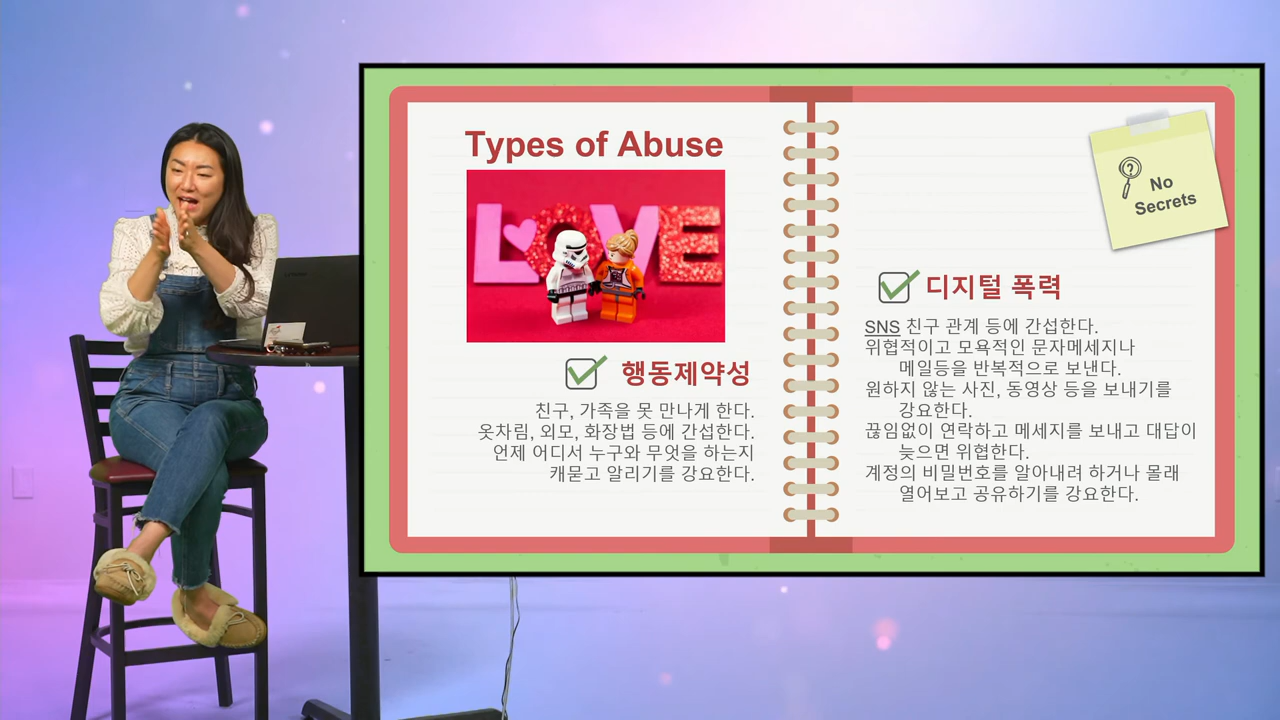 Types of Abuse
LOVE
행동제약성
친구, 가족을 못 만나게 한다.
옷차림, 외모, 화장법 등에 간섭한다.
언제 어디서 누구와 무엇을 하는지
캐묻고 알리기를 강요한다.
No
Secrets
디지털 폭력
SNS 친구 관계 등에 간섭한다.
위협적이고 모욕적인 문자메세지나
메일등을 반복적으로 보낸다.
원하지 않는 사진, 동영상 등을 보내기를
강요한다.
끊임없이 연락하고 메세지를 보내고 대답이
늦으면 위협한다.
계정의 비밀번호를 알아내려 하거나 몰래
열어보고 공유하기를 강요한다.